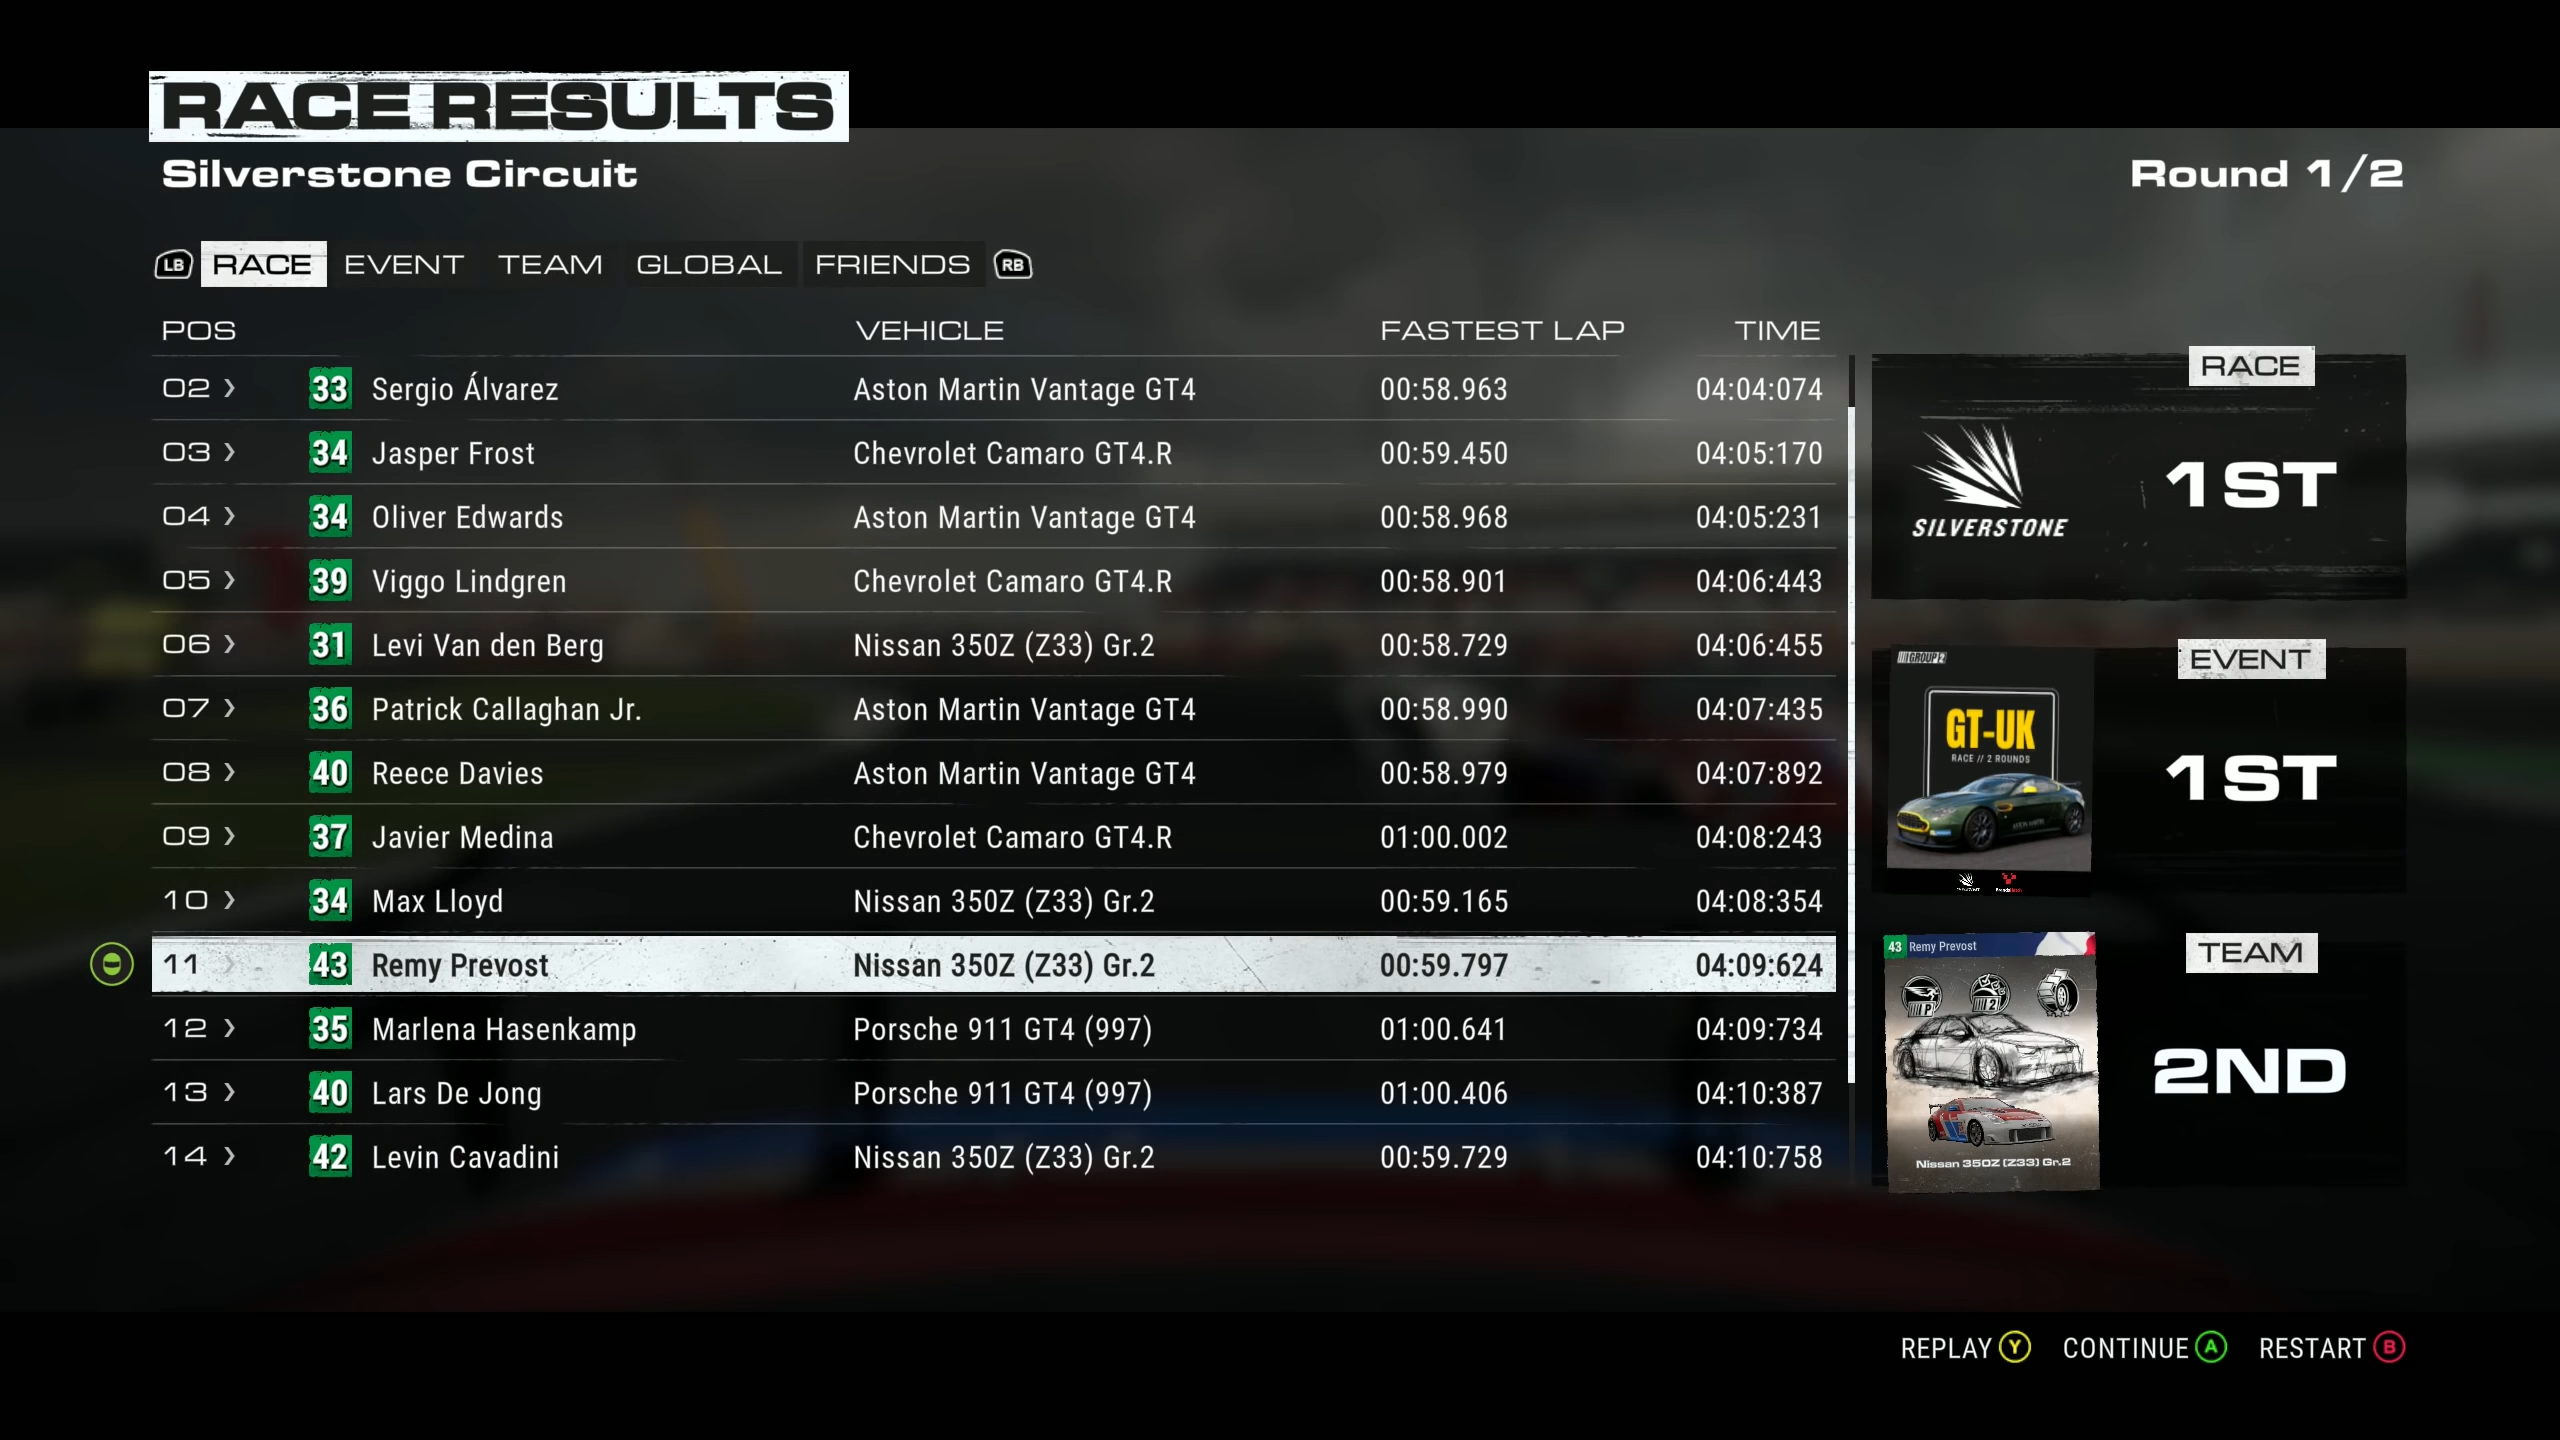 RACE RESULTS
Silverstone Circuit
Round 1/2
LB RACE EVENT TEAM GLOBAL FRIENDS RB
POS VEHICLE FASTEST LAP TIME
02 33 Sergio Álvarez Aston Martin Vantage GT4 00:58.963 04:04:074
03 34 Jasper Frost Chevrolet Camaro GT4.R 00:59.450 04:05:170
04 34 Oliver Edwards Aston Martin Vantage GT4 00:58.968 04:05:231
05 39 Viggo Lindgren Chevrolet Camaro GT4.R 00:58.901 04:06:443
06 31 Levi Van den Berg Nissan 350Z (Z33) Gr.2 00:58.729 04:06:455
07 36 Patrick Callaghan Jr. Aston Martin Vantage GT4 00:58.990 04:07:435
08 40 Reece Davies Aston Martin Vantage GT4 00:58.979 04:07:892
09 37 Javier Medina Chevrolet Camaro GT4.R 01:00.002 04:08:243
10 34 Max Lloyd Nissan 350Z (Z33) Gr.2 00:59.165 04:08:354
11 43 Remy Prevost Nissan 350Z (Z33) Gr.2 00:59.797 04:09:624
12 35 Marlena Hasenkamp Porsche 911 GT4 (997) 01:00.641 04:09:734
13 40 Lars De Jong Porsche 911 GT4 (997) 01:00.406 04:10:387
14 42 Levin Cavadini Nissan 350Z (Z33) Gr.2 00:59.729 04:10:758
RACE
SILVERSTONE
1ST
EVENT
GROUP 2
GT-UK
RACE // 2 ROUNDS
1ST
TEAM
43 Remy Prevost
Nissan 350Z (Z33) Gr.2
2ND
REPLAY Y CONTINUE A RESTART B